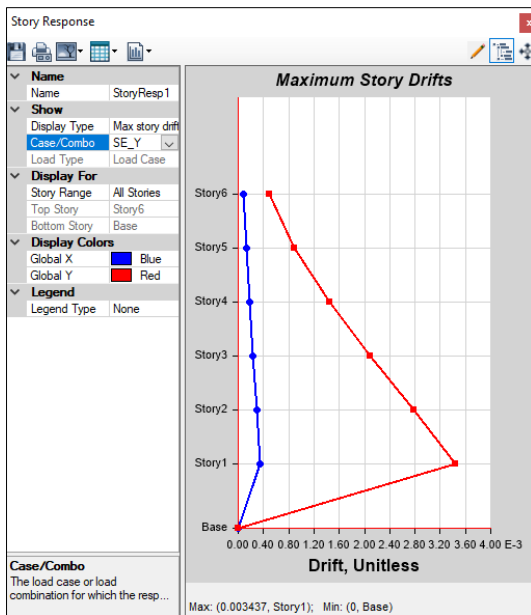 Story Response
x
Name
Name StoryResp1
Show
Display Type Max story drift
Case/Combo SE_Y
Load Type Load Case
Display For
Story Range All Stories
Top Story Story6
Bottom Story Base
Display Colors
Global X Blue
Global Y Red
Legend
Legend Type None
Case/Combo
The load case or load
combination for which the resp...
Maximum Story Drifts
Story6
Story5
Story4
Story3
Story2
Story1
Base
0.00 0.40 0.80 1.20 1.60 2.00 2.40 2.80 3.20 3.60 4.00 E-3
Drift, Unitless
Max: (0.003437, Story1); Min: (0, Base)